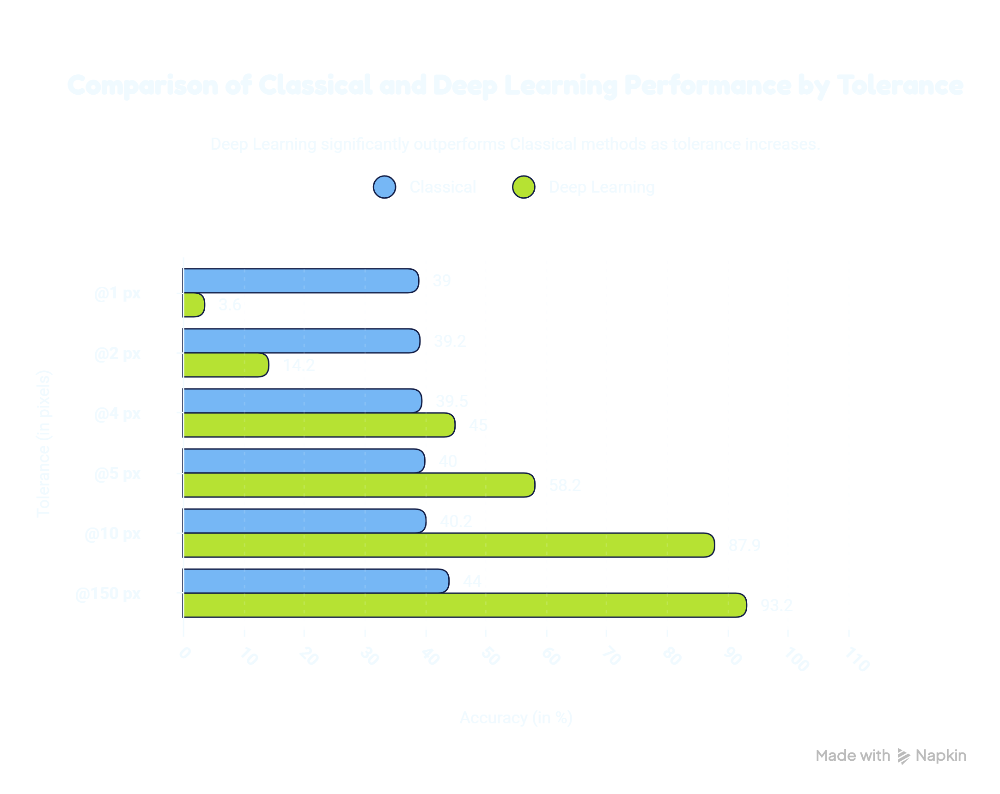 Comparison of Classical and Deep Learning Performance by Tolerance
Deep Learning significantly outperforms Classical methods as tolerance increases.
Classical
Deep Learning
Tolerance (in pixels)
@1 px
39
3.6
@2 px
39.2
14.2
@4 px
39.5
45
@5 px
40
58.2
@10 px
40.2
87.9
@150 px
44
93.2
0 10 20 30 40 50 60 70 80 90 100 110
Accuracy (in %)
Made with Napkin